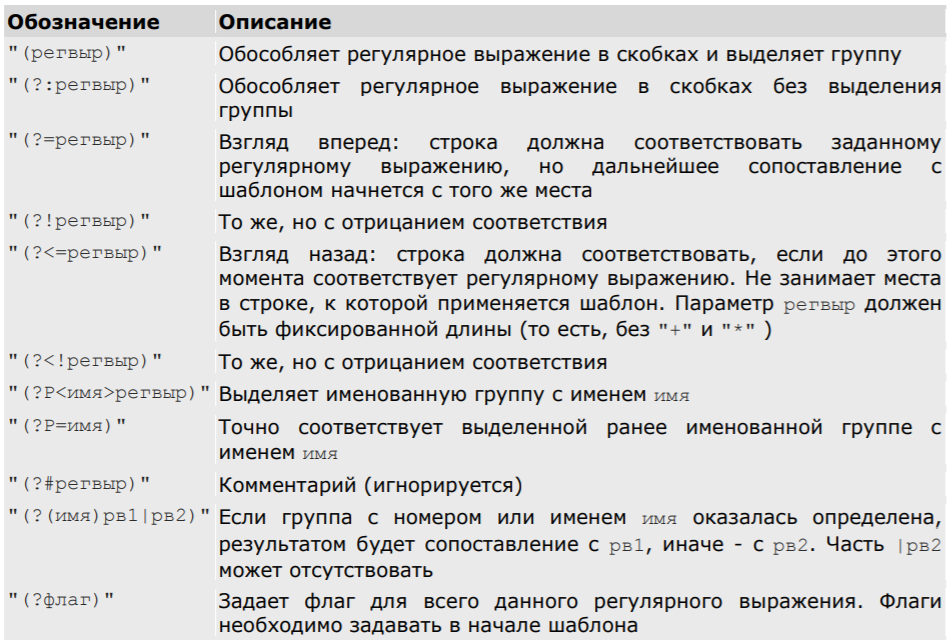 Обозначение Описание
"(регвыр)" Обособляет регулярное выражение в скобках и выделяет группу
"(?:регвыр)" Обособляет регулярное выражение в скобках без выделения
группы
"(?=регвыр)" Взгляд вперед: строка должна соответствовать заданному
регулярному выражению, но дальнейшее сопоставление с
шаблоном начнется с того же места
"(?!регвыр)" То же, но с отрицанием соответствия
"(?<=регвыр)" Взгляд назад: строка должна соответствовать, если до этого
момента соответствует регулярному выражению. Не занимает места
в строке, к которой применяется шаблон. Параметр регвыр должен
быть фиксированной длины (то есть, без "+" и "*" )
"(?<!регвыр)" То же, но с отрицанием соответствия
"(?P<имя>регвыр)" Выделяет именованную группу с именем имя
"(?P=имя)" Точно соответствует выделенной ранее именованной группе с
именем имя
"(?#регвыр)" Комментарий (игнорируется)
"(?(имя)рв1|рв2)" Если группа с номером или именем имя оказалась определена,
результатом будет сопоставление с рв1, иначе - с рв2. Часть |рв2
может отсутствовать
"(?флаг)" Задает флаг для всего данного регулярного выражения. Флаги
необходимо задавать в начале шаблона